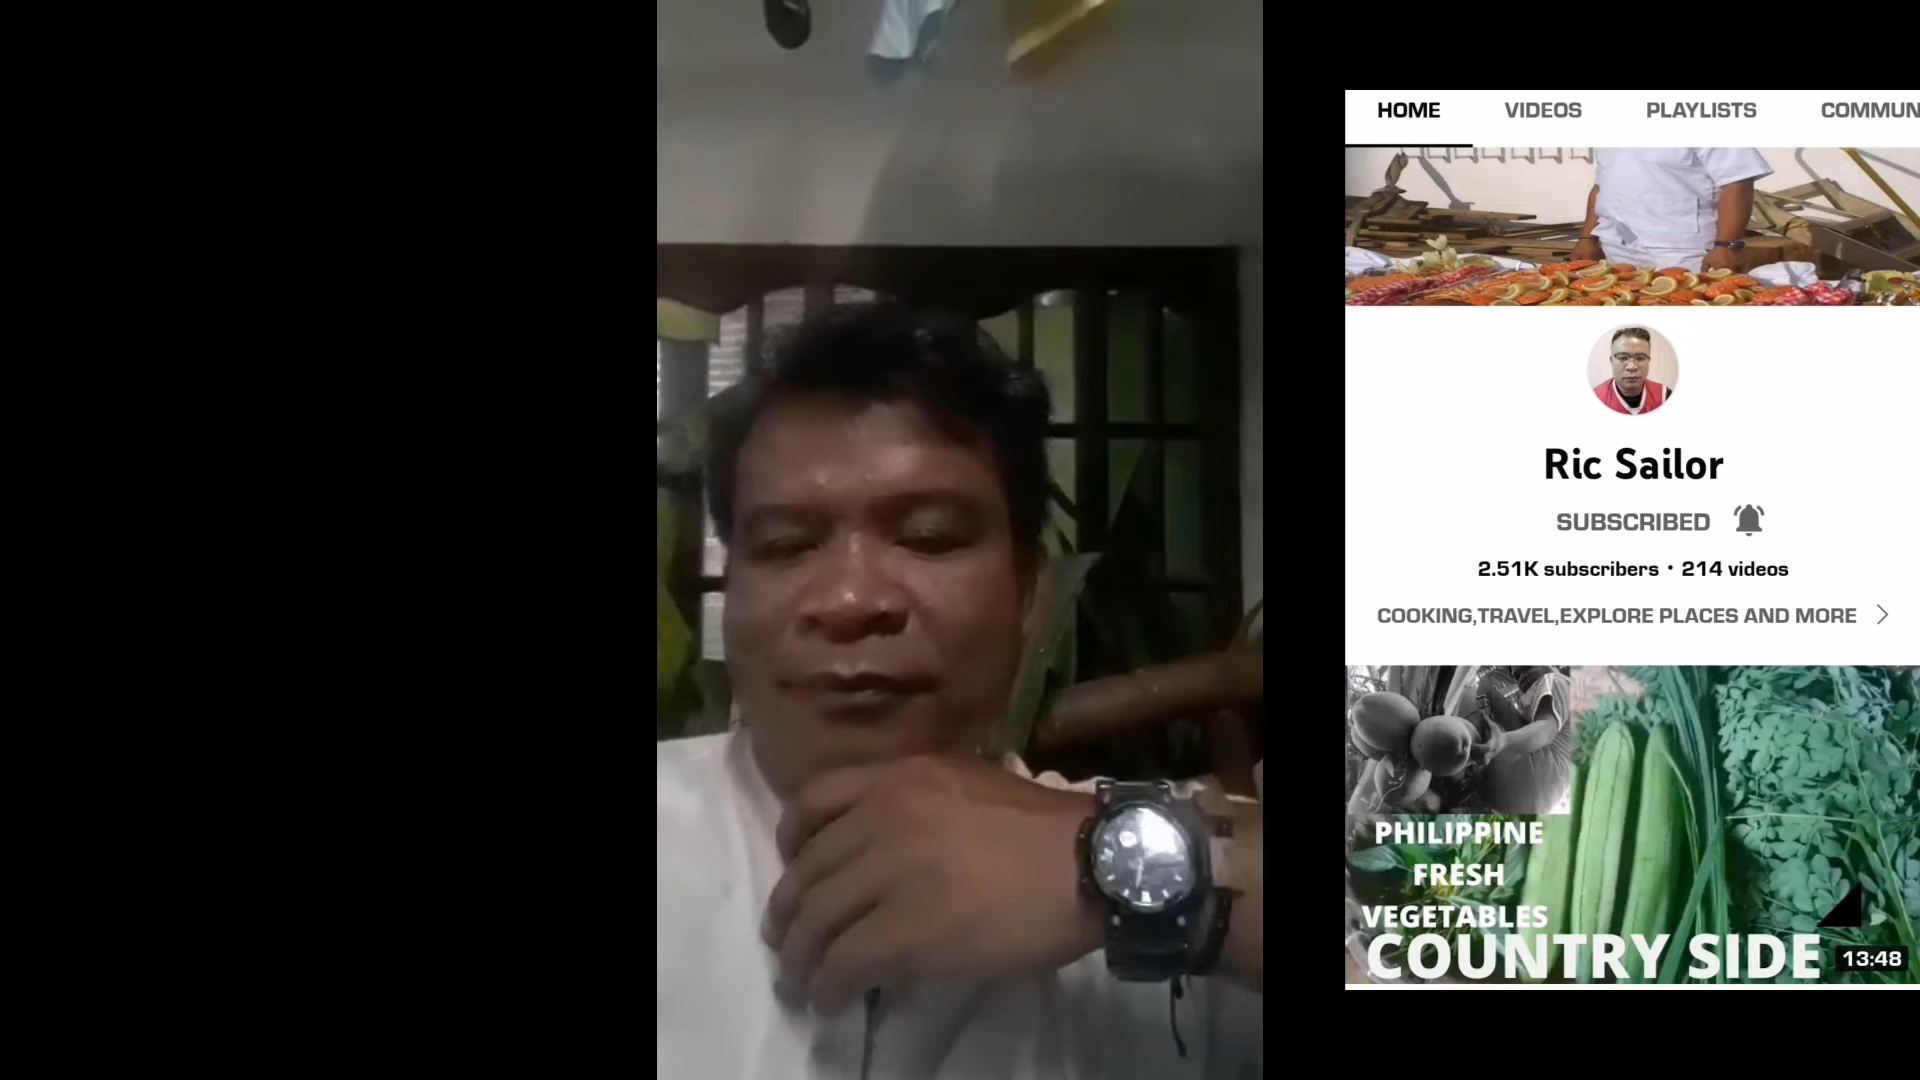 HOME VIDEOS PLAYLISTS COMMUN
Ric Sailor
SUBSCRIBED
2.51K subscribers • 214 videos
COOKING,TRAVEL,EXPLORE PLACES AND MORE
PHILIPPINE
FRESH
VEGETABLES
COUNTRY SIDE
13:48